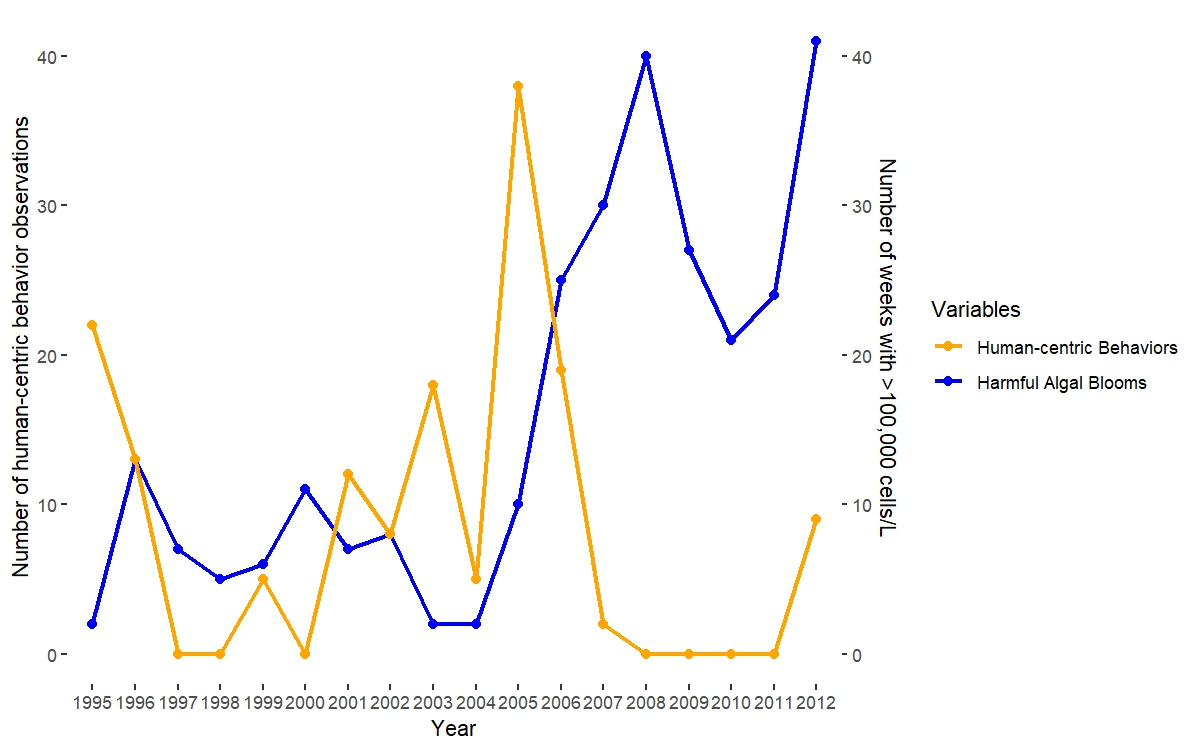 Number of human-centric behavior observations
40
30
20
10
0
40
30
20
10
0
Number of weeks with >100,000 cells/L
1995 1996 1997 1998 1999 2000 2001 2002 2003 2004 2005 2006 2007 2008 2009 2010 2011 2012
Year
Variables
Human-centric Behaviors
Harmful Algal Blooms